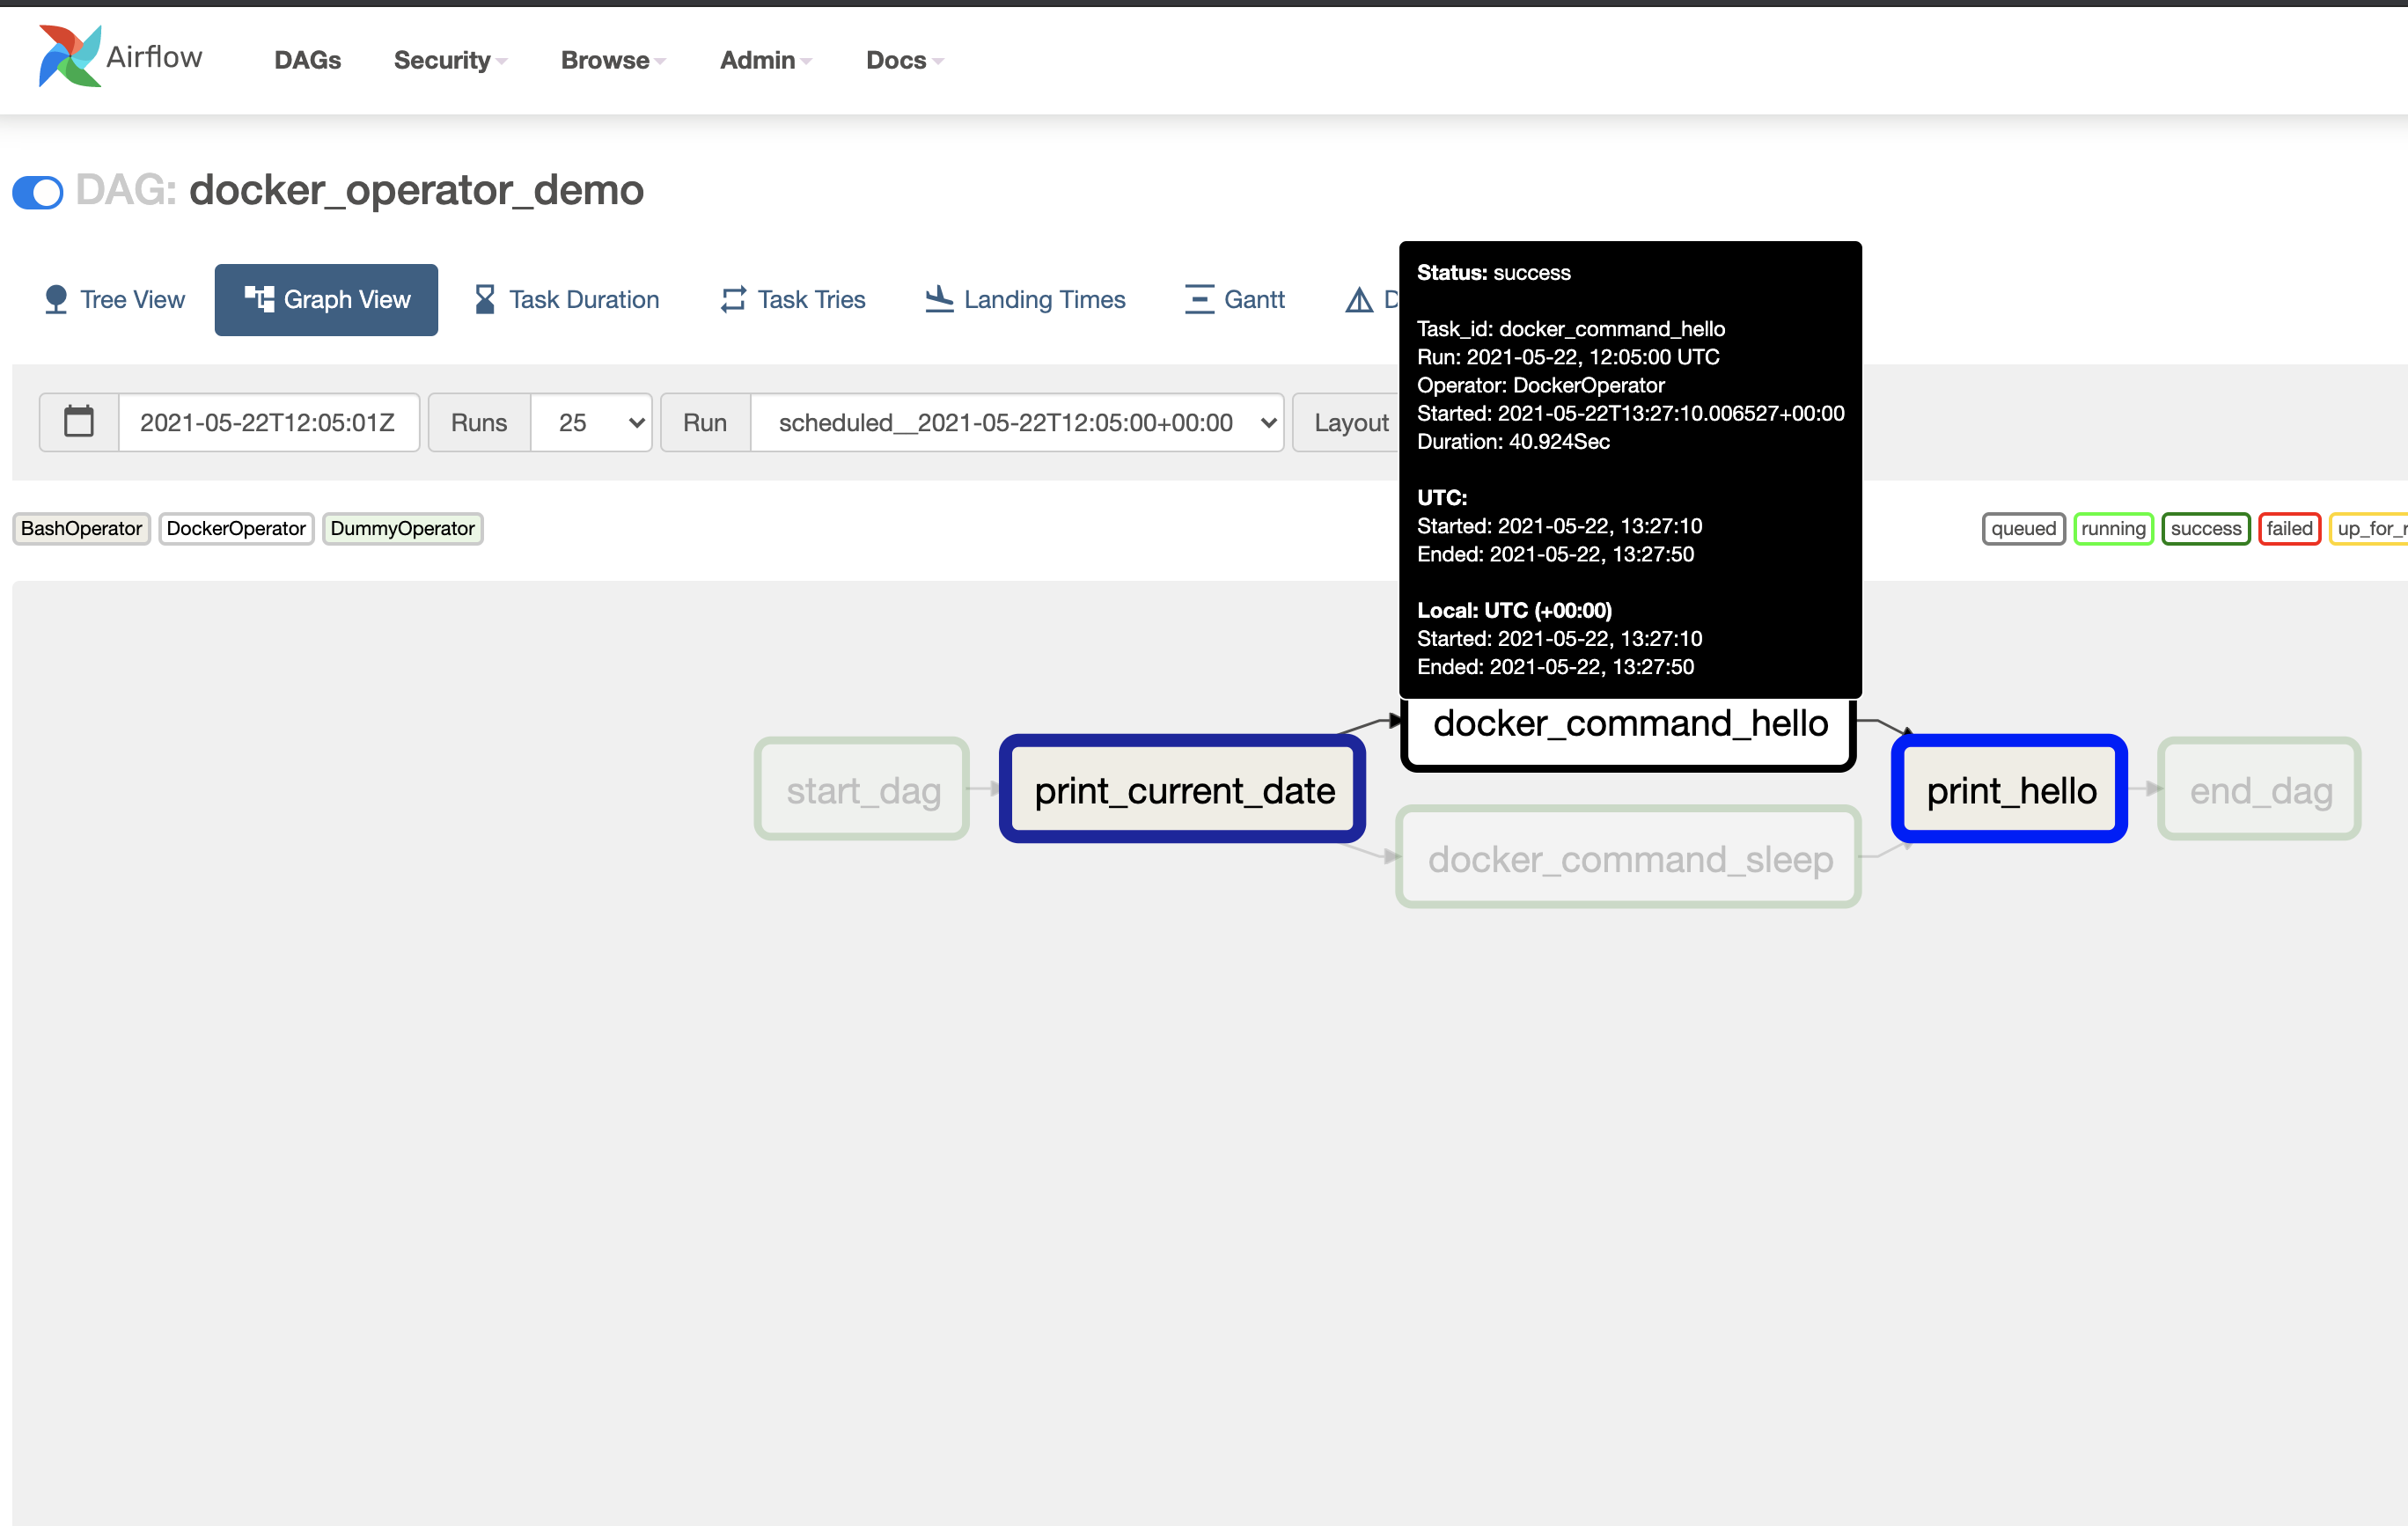 Airflow DAGs Security Browse Admin Docs
DAG: docker_operator_demo
Tree View Graph View Task Duration Task Tries Landing Times Gantt
2021-05-22T12:05:01Z Runs 25 Run scheduled__2021-05-22T12:05:00+00:00 Layout
BashOperator DockerOperator DummyOperator
queued running success failed
Status: success
Task_id: docker_command_hello
Run: 2021-05-22, 12:05:00 UTC
Operator: DockerOperator
Started: 2021-05-22T13:27:10.006527+00:00
Duration: 40.924Sec
UTC:
Started: 2021-05-22, 13:27:10
Ended: 2021-05-22, 13:27:50
Local: UTC (+00:00)
Started: 2021-05-22, 13:27:10
Ended: 2021-05-22, 13:27:50
docker_command_hello
start_dag print_current_date print_hello end_dag
docker_command_sleep